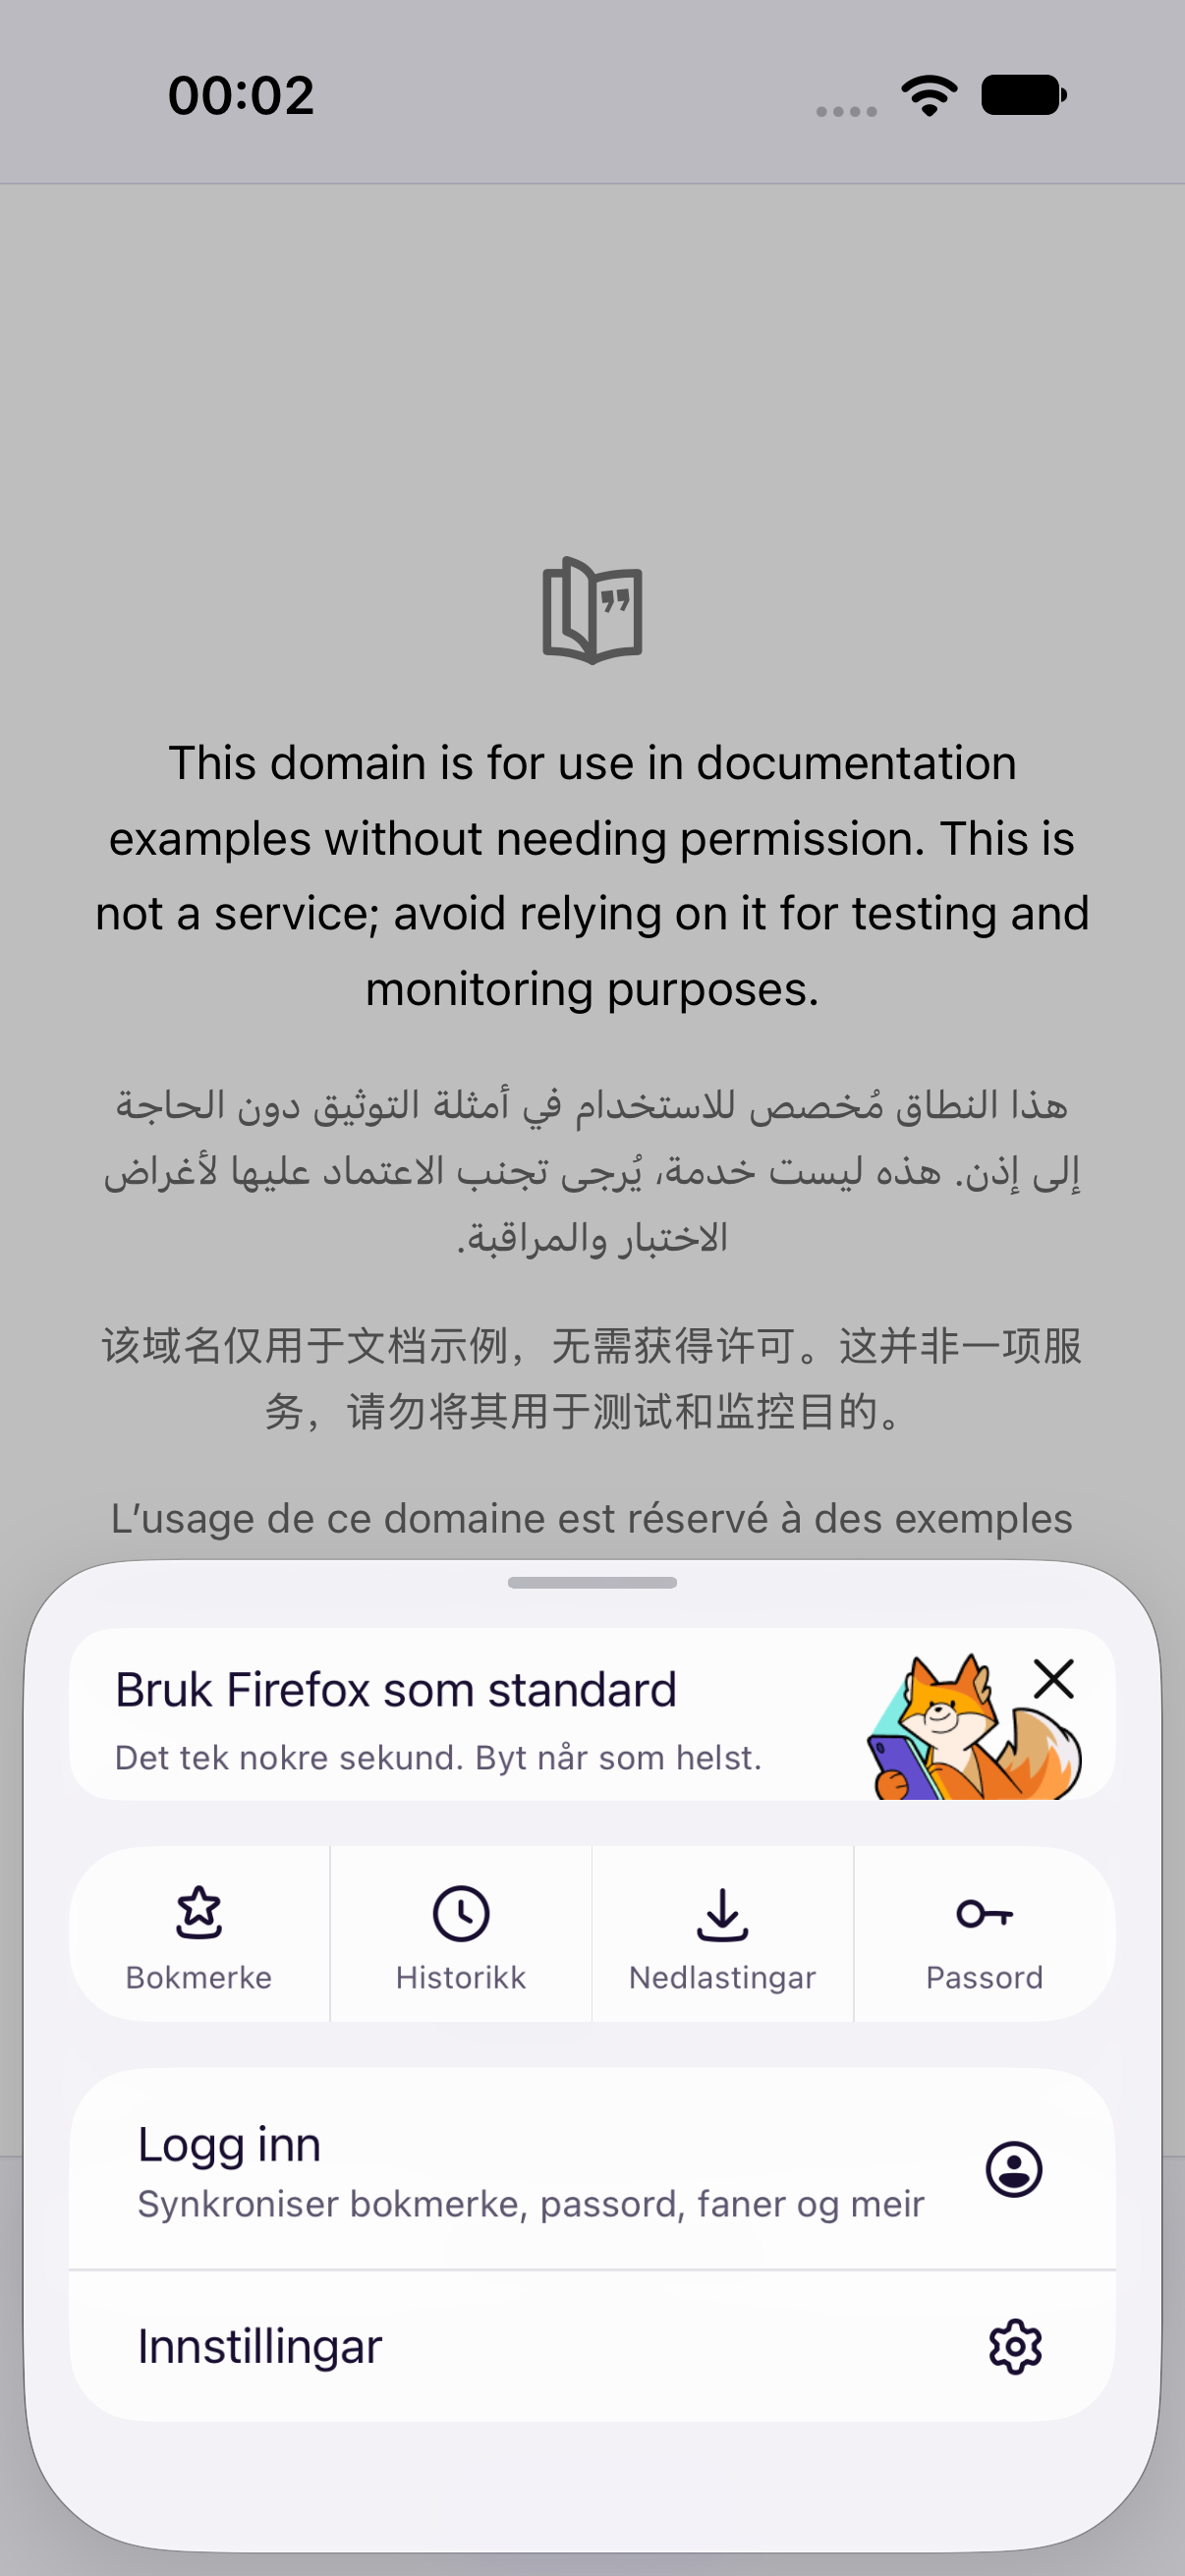 00:02
This domain is for use in documentation
examples without needing permission. This is
not a service; avoid relying on it for testing and
monitoring purposes.
هذا النطاق مُخصص للاستخدام في أمثلة التوثيق دون الحاجة
إلى إذن. هذه ليست خدمة، يُرجى تجنب الاعتماد عليها لأغراض
الاختبار والمراقبة.
该域名仅用于文档示例，无需获得许可。这并非一项服
务，请勿将其用于测试和监控目的。
L’usage de ce domaine est réservé à des exemples
Bruk Firefox som standard
Det tek nokre sekund. Byt når som helst.
Bokmerke
Historikk
Nedlastingar
Passord
Logg inn
Synkroniser bokmerke, passord, faner og meir
Innstillingar